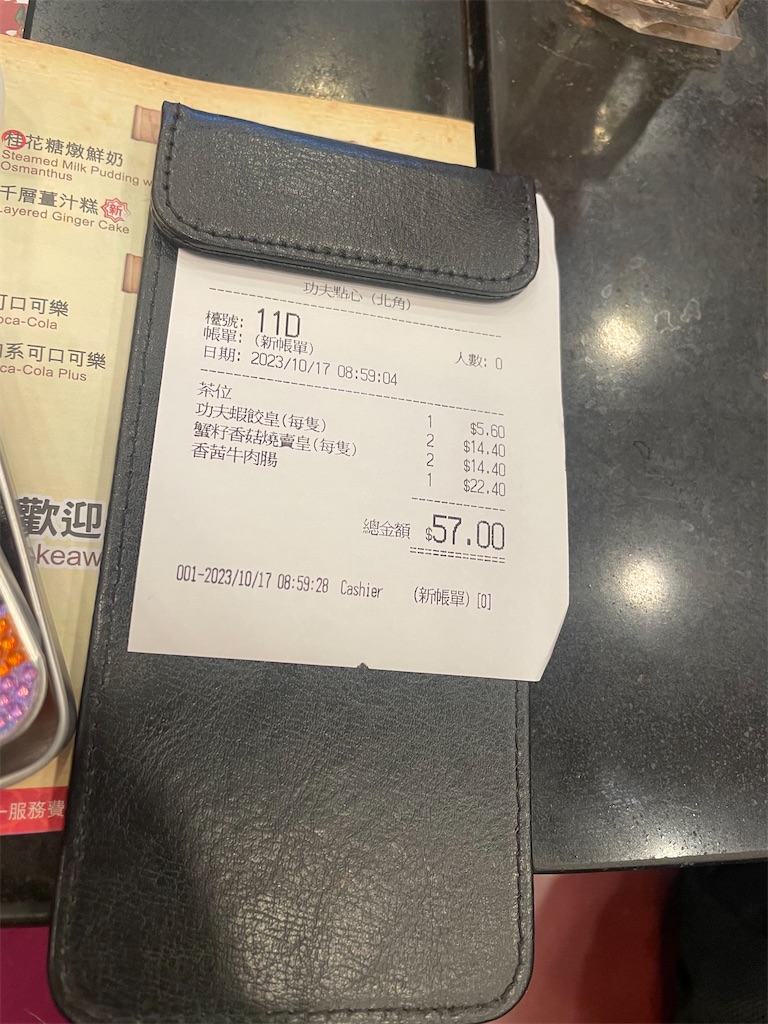 桂花糖燉鮮奶
Steamed Milk Pudding w
Osmanthus
千層薑汁糕 新
Layered Ginger Cake
可口可樂
oca-Cola
系可口可樂
ca-Cola Plus
歡迎
keaw
服務費
功夫點心 (北角)
檯號: 11D
人數: 0
帳單: (新帳單)
日期: 2023/10/17 08:59:04
茶位 1 $5.60
功夫蝦餃皇(每隻) 2 $14.40
蟹籽香菇燒賣皇(每隻) 2 $14.40
香茜牛肉腸 1 $22.40
總金額 $57.00
001-2023/10/17 08:59:28 Cashier (新帳單) [0]